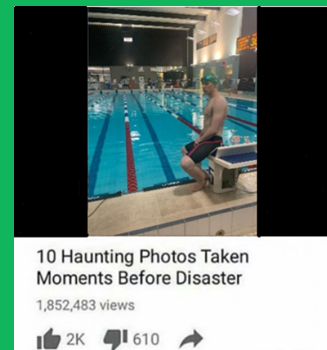 10 Haunting Photos Taken
Moments Before Disaster
1,852,483 views
2K 610